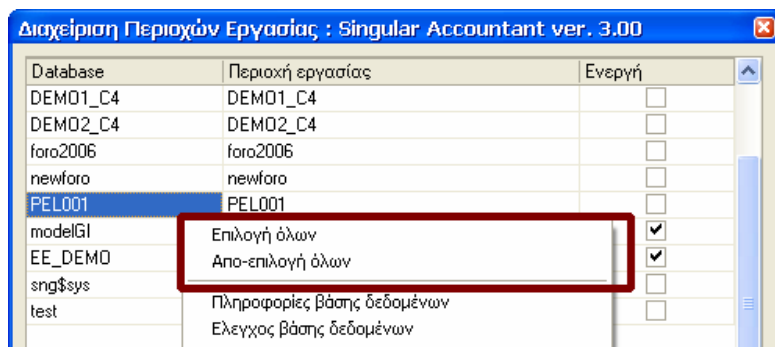 Διαχείριση Περιοχών Εργασίας : Singular Accountant ver. 3.00
Database Περιοχή εργασίας Ενεργή
DEMO1_C4 DEMO1_C4
DEMO2_C4 DEMO2_C4
foro2006 foro2006
newforo newforo
PEL001 PEL001
modelGI Επιλογή όλων
EE_DEMO Απο-επιλογή όλων
sng$sys
test Πληροφορίες βάσης δεδομένων
Ελεγχος βάσης δεδομένων